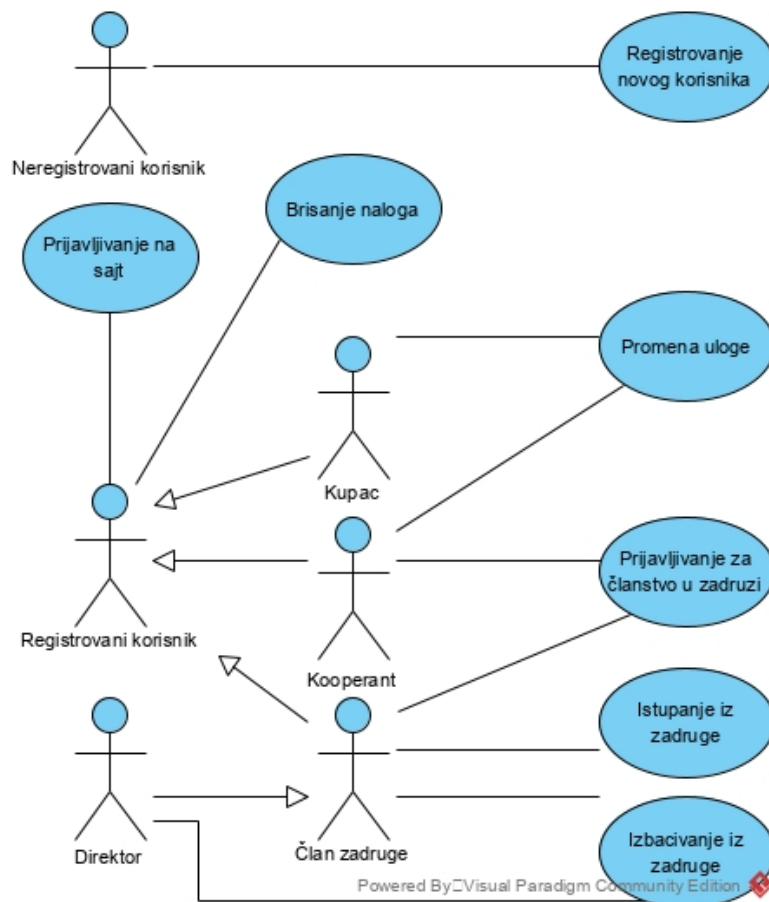 Registrovanje
novog korisnika
Neregistrovani korisnik
Brisanje naloga
Prijavljivanje na
sajt
Promena uloge
Kupac
Prijavljivanje za
članstvo u zadruzi
Registrovani korisnik
Kooperant
Istupanje iz
zadruge
Direktor
Član zadruge
Izbacivanje iz
zadruge
Powered By Visual Paradigm Community Edition